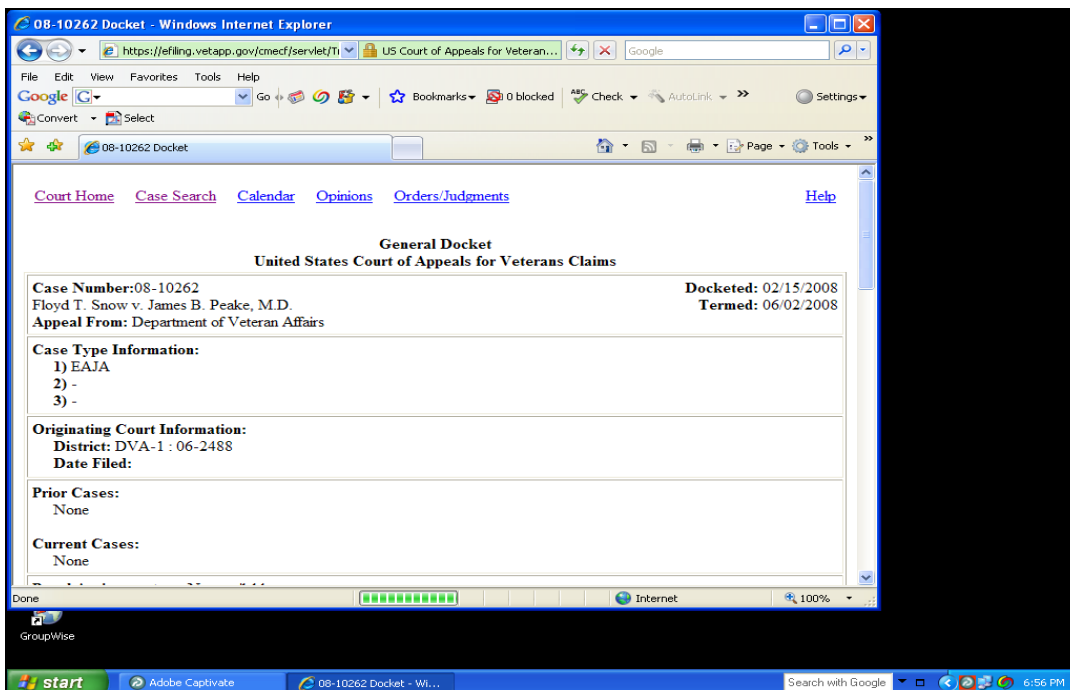 08-10262 Docket - Windows Internet Explorer
https://efiling.vetapp.gov/cmecf/servlet/Tr US Court of Appeals for Veteran... Google
File Edit View Favorites Tools Help
Google G Go Bookmarks 0 blocked ABC Check AutoLink >> Settings
Convert Select
08-10262 Docket Page Tools >>
Court Home Case Search Calendar Opinions Orders/Judgments Help
General Docket
United States Court of Appeals for Veterans Claims
Case Number:08-10262 Docketed: 02/15/2008
Floyd T. Snow v. James B. Peake, M.D. Termed: 06/02/2008
Appeal From: Department of Veteran Affairs
Case Type Information:
1) EAJA
2) -
3) -
Originating Court Information:
District: DVA-1 : 06-2488
Date Filed:
Prior Cases:
None
Current Cases:
None
Done Internet 100%
GroupWise
start Adobe Captivate 08-10262 Docket - Wi... Search with Google 6:56 PM